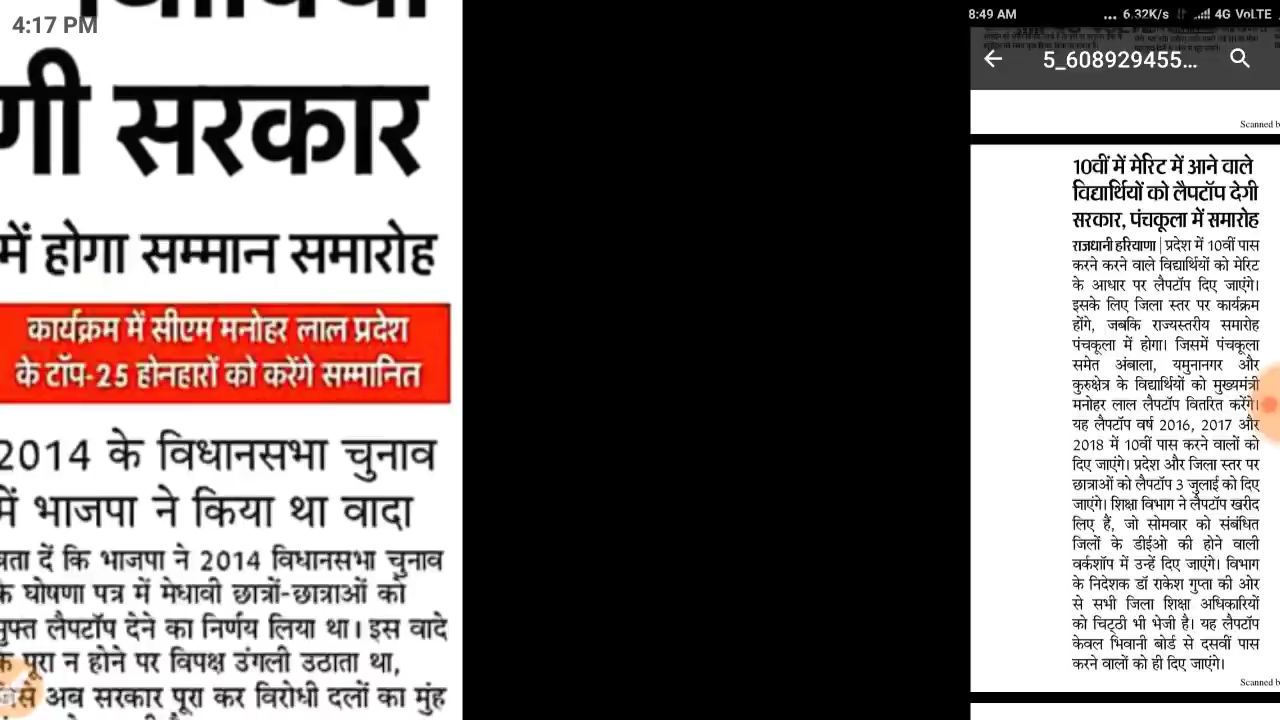 4:17 PM
गी सरकार
में होगा सम्मान समारोह
कार्यक्रम में सीएम मनोहर लाल प्रदेश
के टॉप-25 होनहारों को करेंगे सम्मानित
2014 के विधानसभा चुनाव
में भाजपा ने किया था वादा
दें कि भाजपा ने 2014 विधानसभा चुनाव
के घोषणा पत्र में मेधावी छात्रों-छात्राओं को
मुफ्त लैपटॉप देने का निर्णय लिया था। इस वादे
के पूरा न होने पर विपक्ष उंगली उठाता था,
अब सरकार पूरा कर विरोधी दलों का मुंह
8:49 AM
... 6.32K/s 4G VoLTE
5_608929455...
Scanned b
10वीं में मेरिट में आने वाले
विद्यार्थियों को लैपटॉप देगी
सरकार, पंचकूला में समारोह
राजधानी हरियाणा | प्रदेश में 10वीं पास
करने करने वाले विद्यार्थियों को मेरिट
के आधार पर लैपटॉप दिए जाएंगे।
इसके लिए जिला स्तर पर कार्यक्रम
होंगे, जबकि राज्यस्तरीय समारोह
पंचकूला में होगा। जिसमें पंचकूला
समेत अंबाला, यमुनानगर और
कुरुक्षेत्र के विद्यार्थियों को मुख्यमंत्री
मनोहर लाल लैपटॉप वितरित करेंगे।
यह लैपटॉप वर्ष 2016, 2017 और
2018 में 10वीं पास करने वालों को
दिए जाएंगे। प्रदेश और जिला स्तर पर
छात्राओं को लैपटॉप 3 जुलाई को दिए
जाएंगे। शिक्षा विभाग ने लैपटॉप खरीद
लिए हैं, जो सोमवार को संबंधित
जिलों के डीईओ की होने वाली
वर्कशॉप में उन्हें दिए जाएंगे। विभाग
के निदेशक डॉ राकेश गुप्ता की ओर
से सभी जिला शिक्षा अधिकारियों
को चिट्ठी भी भेजी है। यह लैपटॉप
केवल भिवानी बोर्ड से दसवीं पास
करने वालों को ही दिए जाएंगे।
Scanned b